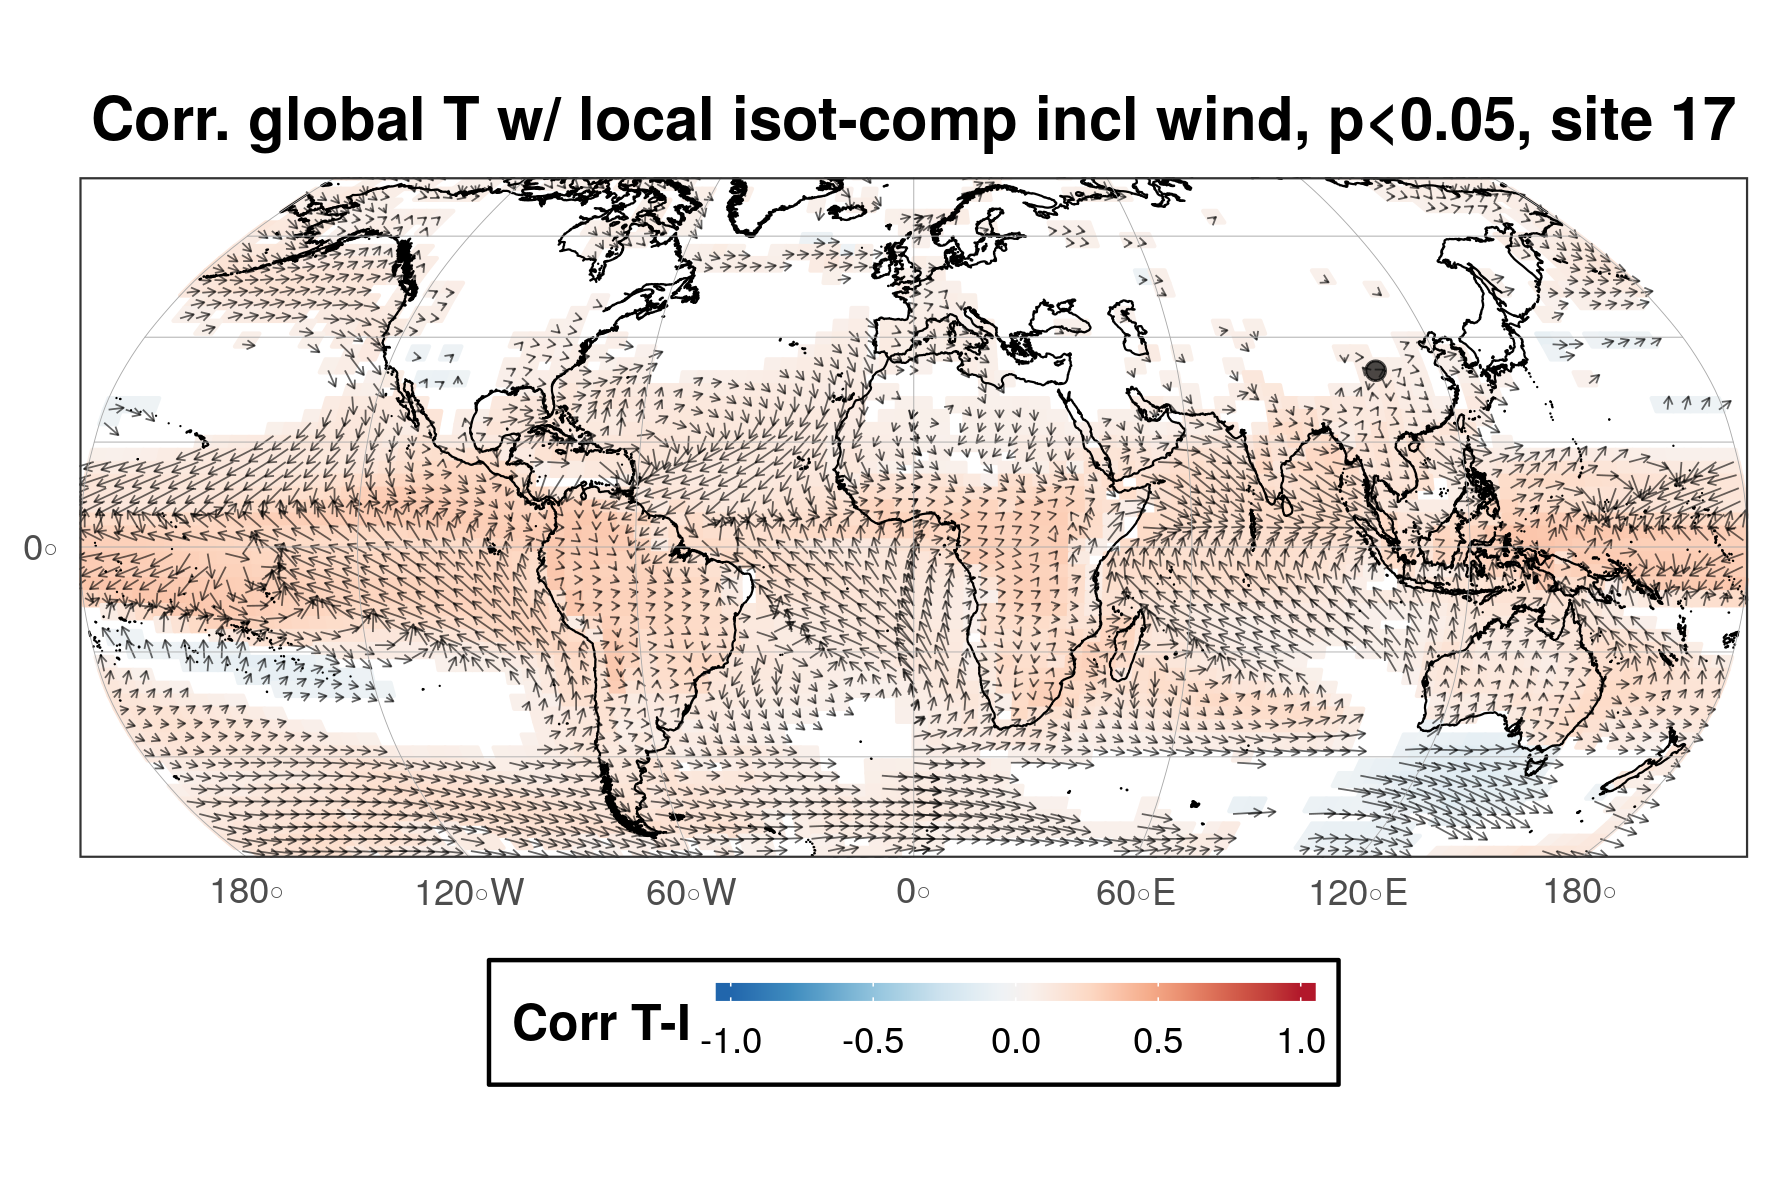 Corr. global T w/ local isot-comp incl wind, p<0.05, site 17
0○
180○ 120○W 60○W 0○ 60○E 120○E 180○
Corr T-I
-1.0 -0.5 0.0 0.5 1.0